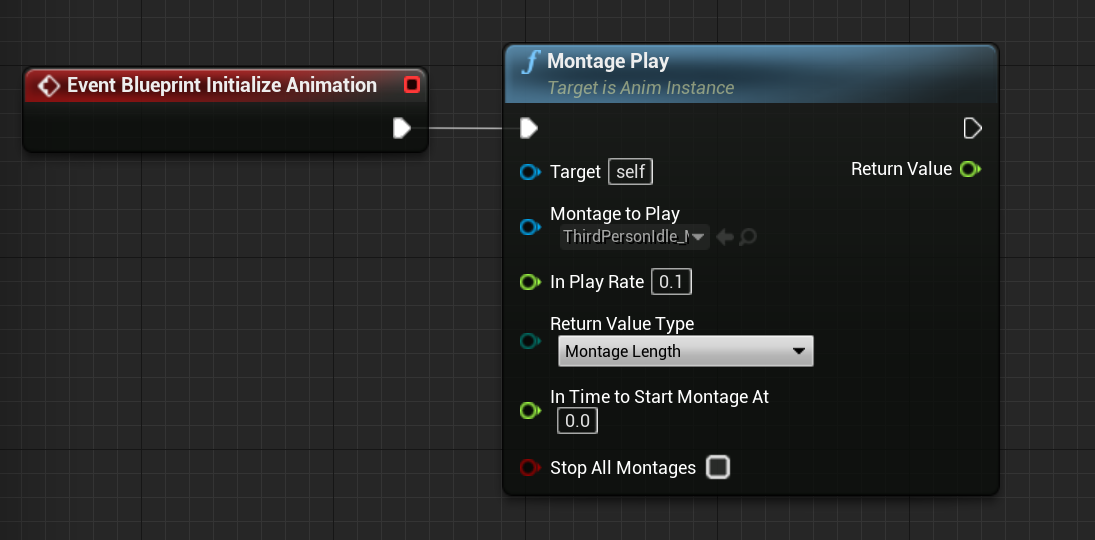 Event Blueprint Initialize Animation
Montage Play
Target is Anim Instance
Target self
Return Value
Montage to Play
ThirdPersonIdle_
In Play Rate 0.1
Return Value Type
Montage Length
In Time to Start Montage At
0.0
Stop All Montages